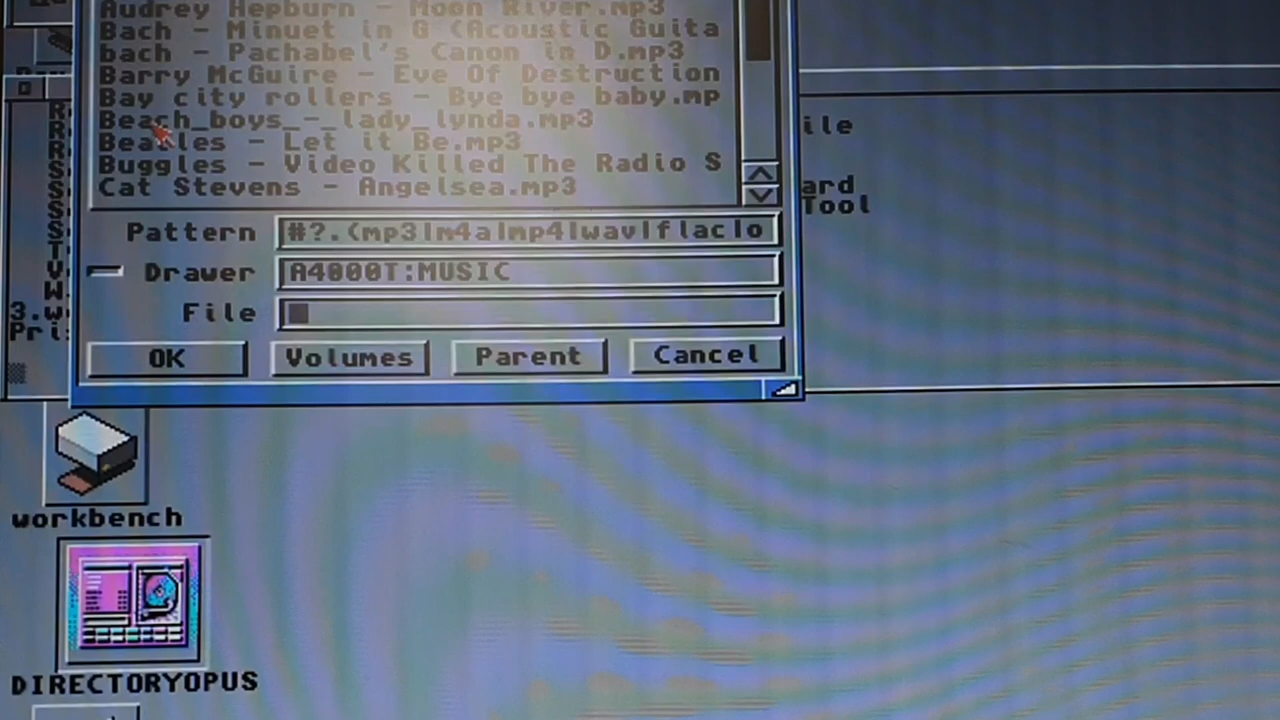 Audrey Hepburn - Moon River.mp3
Bach - Minuet in G (Acoustic Guita
bach - Pachabel's Canon in D.mp3
Barry McGuire - Eve Of Destruction
Bay city rollers - Bye bye baby.mp
Beach_boys_-_lady_lynda.mp3
Beatles - Let it Be.mp3
Buggles - Video Killed The Radio S
Cat Stevens - Angelsea.mp3
Pattern #?.(mp3|m4a|mp4|wav|flac|o
Drawer A4000T:MUSIC
File
OK Volumes Parent Cancel
ile
ard
Tool
R
R
R
S
S
S
S
T
V
W
3.w
Pri
workbench
DIRECTORYOPUS